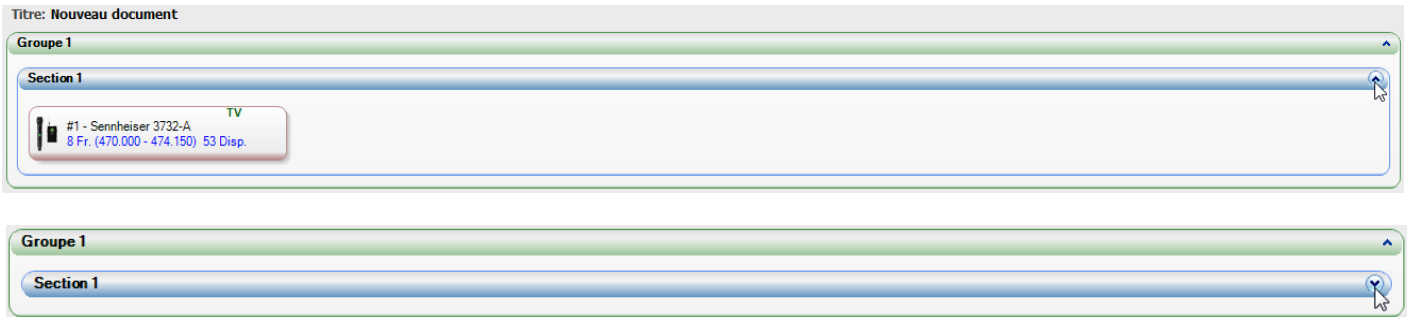 Titre: Nouveau document
Groupe 1
Section 1
TV
#1 - Sennheiser 3732-A
8 Fr. (470.000 - 474.150) 53 Disp.
Groupe 1
Section 1